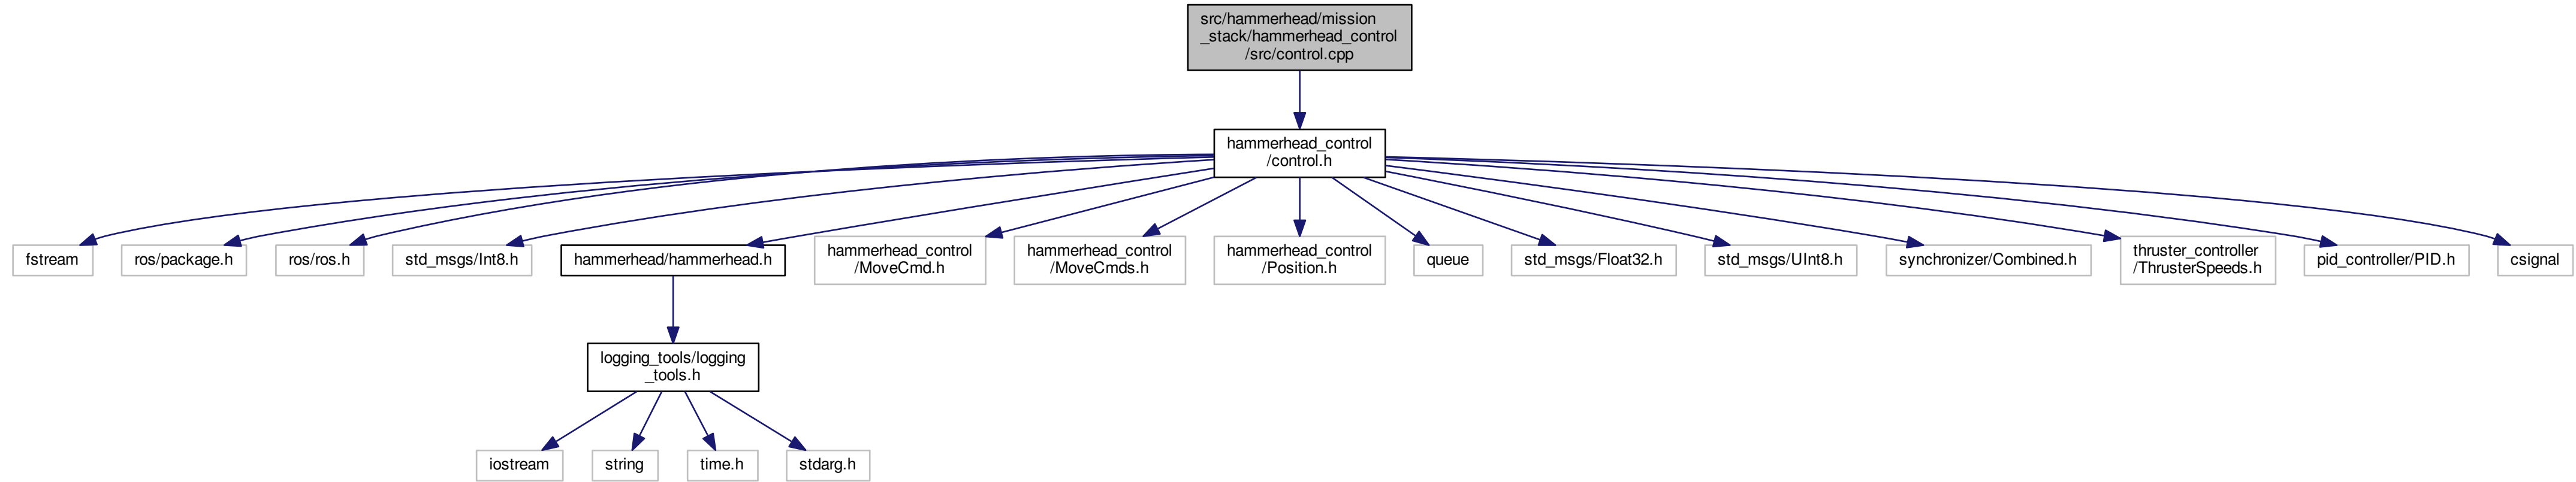 src/hammerhead/mission
_stack/hammerhead_control
/src/control.cpp
hammerhead_control
/control.h
fstream
ros/package.h
ros/ros.h
std_msgs/Int8.h
hammerhead/hammerhead.h
hammerhead_control
/MoveCmd.h
hammerhead_control
/MoveCmds.h
hammerhead_control
/Position.h
queue
std_msgs/Float32.h
std_msgs/UInt8.h
synchronizer/Combined.h
thruster_controller
/ThrusterSpeeds.h
pid_controller/PID.h
csignal
logging_tools/logging
_tools.h
iostream
string
time.h
stdarg.h